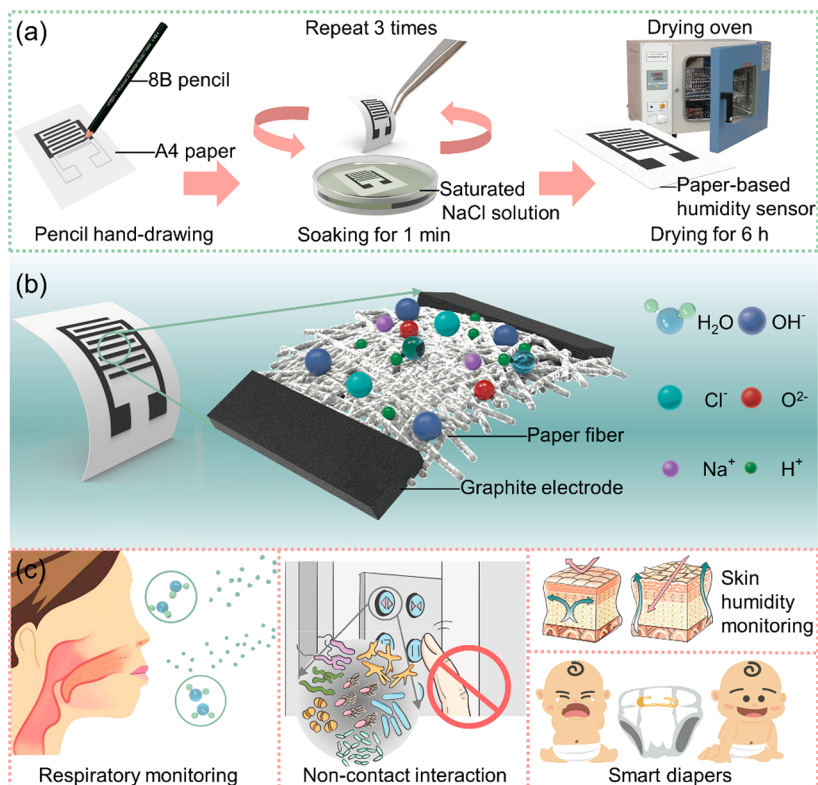 (a)
Repeat 3 times
Drying oven
8B pencil
A4 paper
Saturated
NaCl solution
Paper-based
humidity sensor
Pencil hand-drawing
Soaking for 1 min
Drying for 6 h
(b)
H₂O
OH⁻
Cl⁻
O²⁻
Na⁺
H⁺
Paper fiber
Graphite electrode
(c)
Skin
humidity
monitoring
Respiratory monitoring
Non-contact interaction
Smart diapers